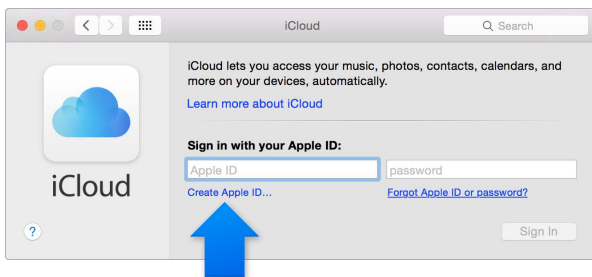 iCloud
Search
iCloud lets you access your music, photos, contacts, calendars, and
more on your devices, automatically.
Learn more about iCloud
Sign in with your Apple ID:
Apple ID
password
Create Apple ID...
Forgot Apple ID or password?
iCloud
?
Sign In